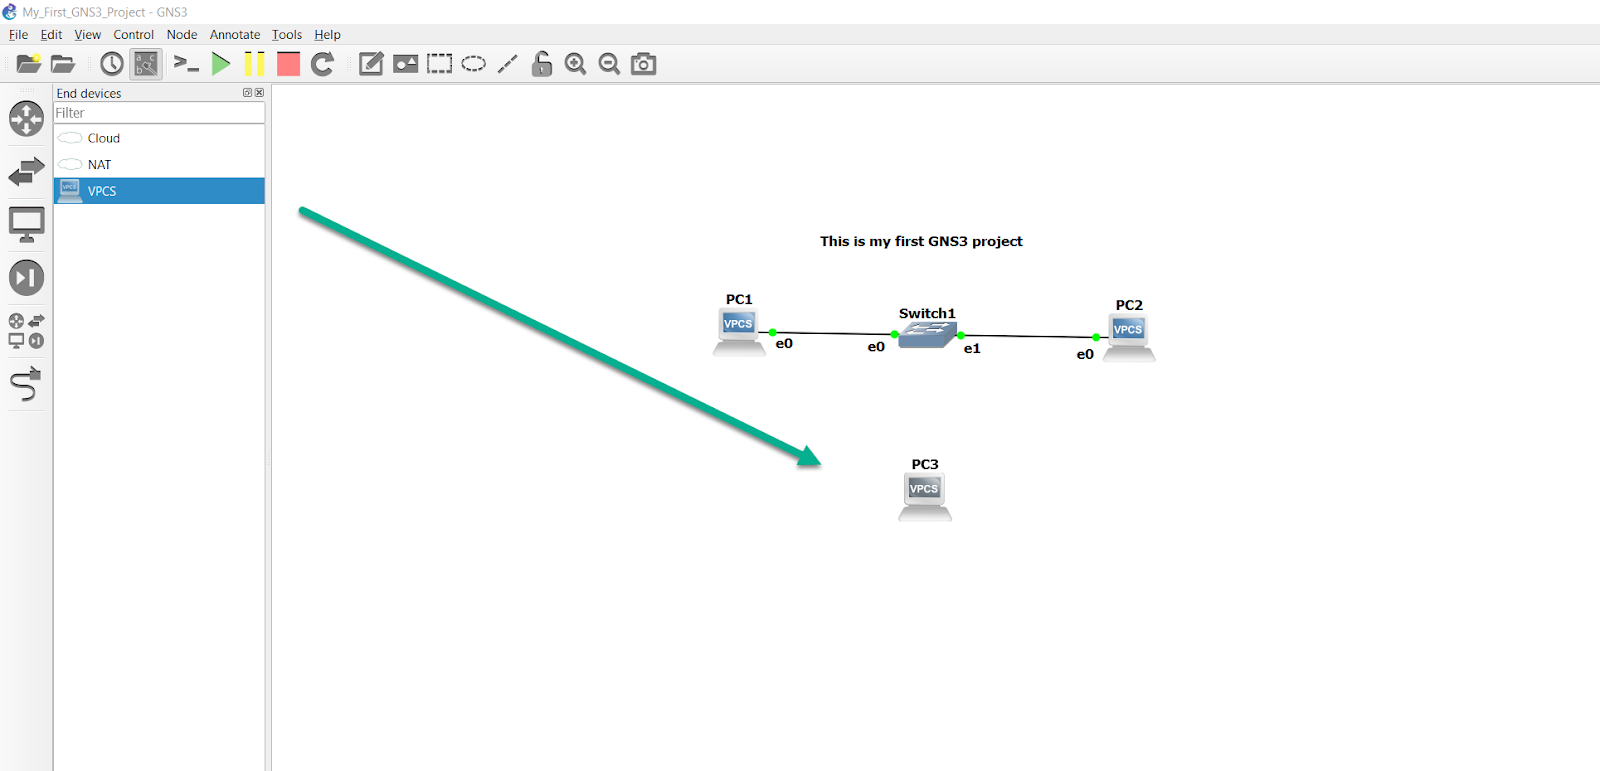 My_First_GNS3_Project - GNS3
File Edit View Control Node Annotate Tools Help
End devices
Filter
Cloud
NAT
VPCS
This is my first GNS3 project
PC1
VPCS
e0
e0
Switch1
e1
e0
PC2
VPCS
PC3
VPCS